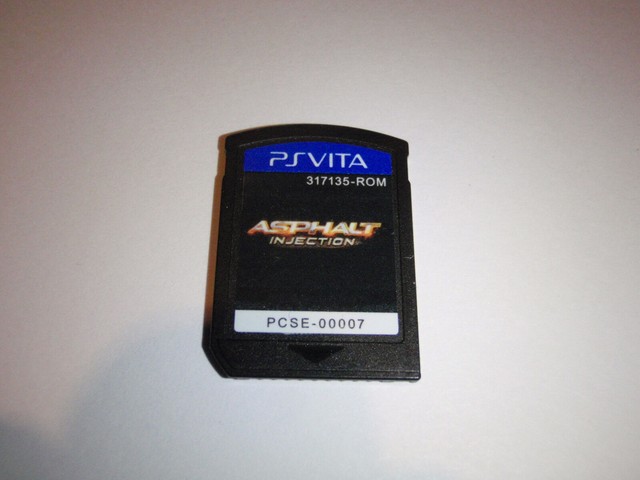 PSVITA
317135-ROM
ASPHALT
INJECTION
PCSE-00007